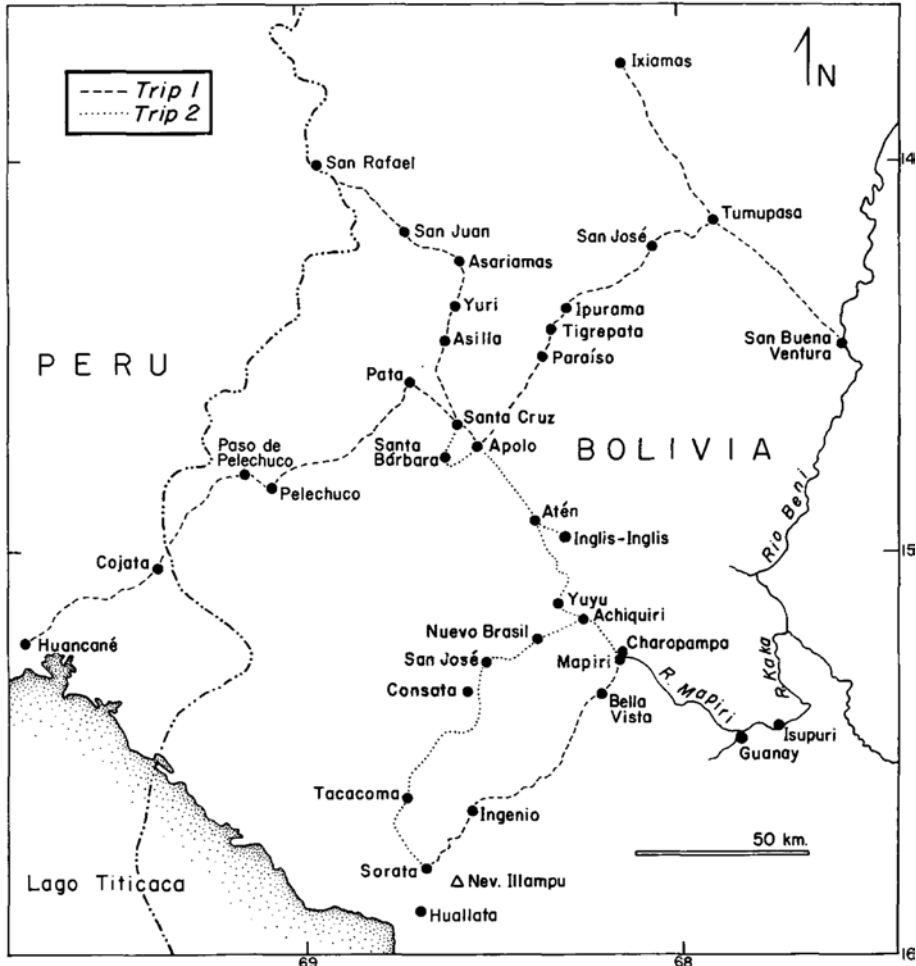 Ixiamas
N
Trip 1
Trip 2
San Rafael
14
Tumupasa
San Juan
San José
Asariamas
Yuri
Ipurama
Tigrepata
Asilla
San Buena
Ventura
Paraíso
PERU
Pata
Santa Cruz
Santa
Bárbara
Apolo
BOLIVIA
Paso de
Pelechuco
Pelechuco
Atén
Inglis-Inglis
Rio Beni
15
Cojata
Yuyu
Achiquiri
Nuevo Brasil
Charopampa
Huancané
San José
Mapiri
R. Kaka
Consata
R. Mapiri
Bella
Vista
Isupuri
Guanay
Tacacoma
Ingenio
50 km.
Sorata
Nev. Illampu
Lago Titicaca
Huallata
69
68
16